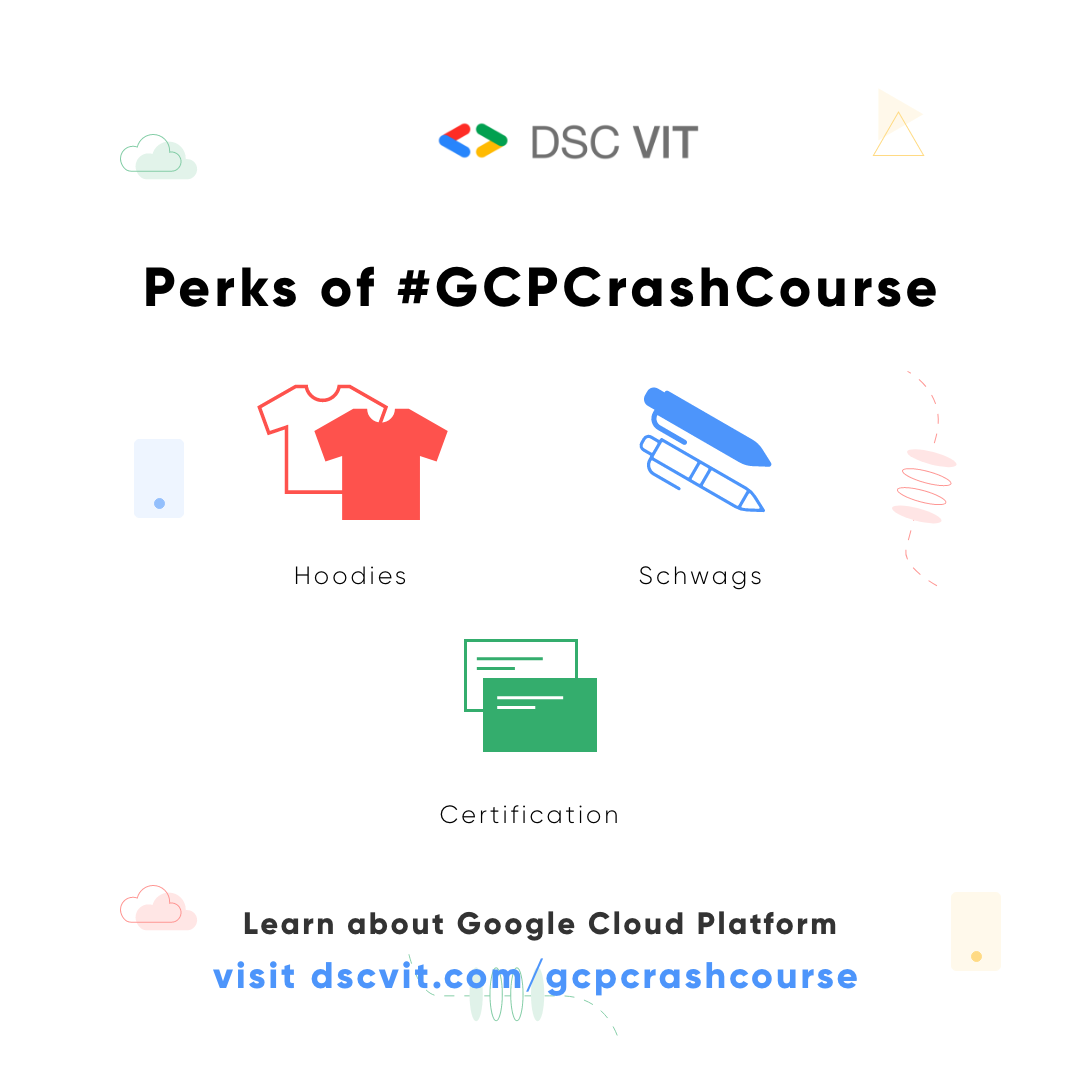 DSC VIT
Perks of #GCPCrashCourse
Hoodies
Schwags
Certification
Learn about Google Cloud Platform
visit dscvit.com/gcpcrashcourse